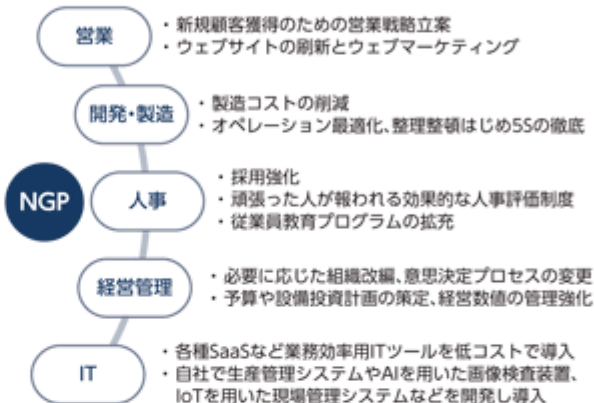 営業
・新規顧客獲得のための営業戦略立案
・ウェブサイトの刷新とウェブマーケティング
開発・製造
・製造コストの削減
・オペレーション最適化、整理整頓はじめ5Sの徹底
NGP
人事
・採用強化
・頑張った人が報われる効果的な人事評価制度
・従業員教育プログラムの拡充
経営管理
・必要に応じた組織改編、意思決定プロセスの変更
・予算や設備投資計画の策定、経営数値の管理強化
IT
・各種SaaSなど業務効率用ITツールを低コストで導入
・自社で生産管理システムやAIを用いた画像検査装置、
IoTを用いた現場管理システムなどを開発し導入